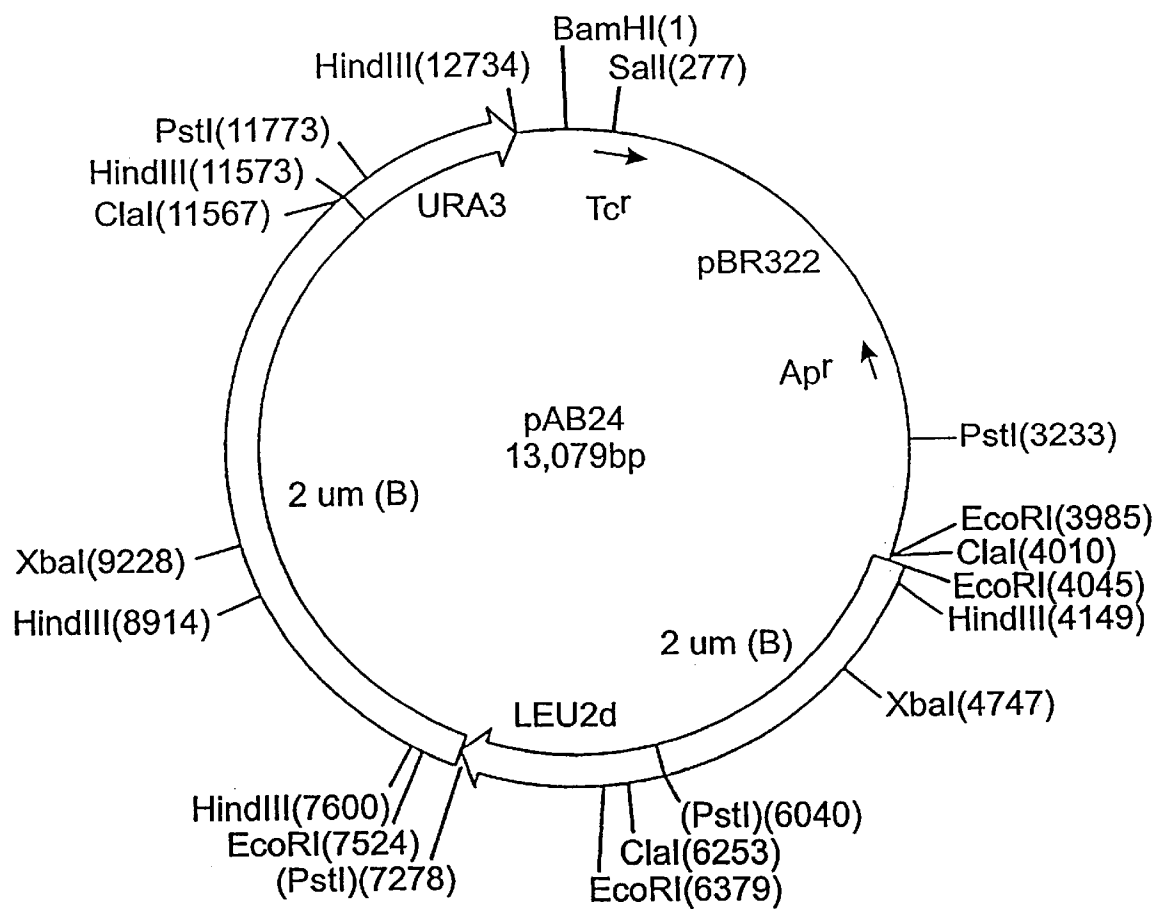 BamHI(1)
HindIII(12734)
SalI(277)
PstI(11773)
HindIII(11573)
ClaI(11567)
URA3
Tcr
pBR322
Apr
pAB24
13,079bp
PstI(3233)
2 um (B)
EcoRI(3985)
ClaI(4010)
EcoRI(4045)
HindIII(4149)
XbaI(9228)
HindIII(8914)
2 um (B)
XbaI(4747)
LEU2d
HindIII(7600)
EcoRI(7524)
(PstI)(7278)
(PstI)(6040)
ClaI(6253)
EcoRI(6379)